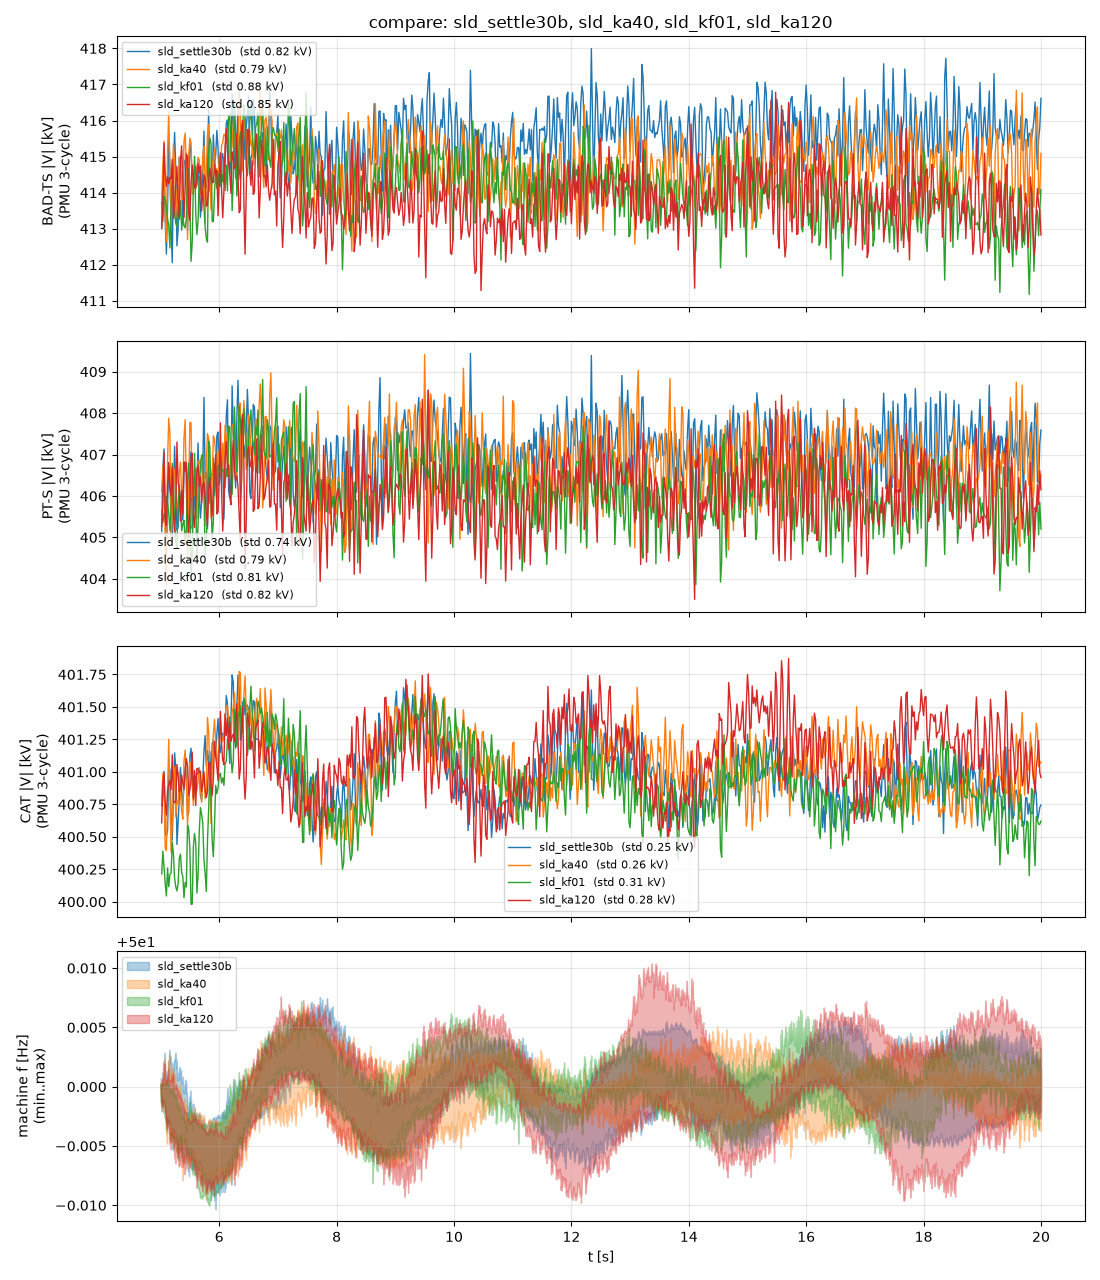 compare: sld_settle30b, sld_ka40, sld_kf01, sld_ka120
BAD-TS |V| [kV]
(PMU 3-cycle)
418
417
416
415
414
413
412
411
sld_settle30b (std 0.82 kV)
sld_ka40 (std 0.79 kV)
sld_kf01 (std 0.88 kV)
sld_ka120 (std 0.85 kV)
PT-S |V| [kV]
(PMU 3-cycle)
409
408
407
406
405
404
sld_settle30b (std 0.74 kV)
sld_ka40 (std 0.79 kV)
sld_kf01 (std 0.81 kV)
sld_ka120 (std 0.82 kV)
CAT |V| [kV]
(PMU 3-cycle)
401.75
401.50
401.25
401.00
400.75
400.50
400.25
400.00
sld_settle30b (std 0.25 kV)
sld_ka40 (std 0.26 kV)
sld_kf01 (std 0.31 kV)
sld_ka120 (std 0.28 kV)
+5e1
machine f [Hz]
(min..max)
0.010
0.005
0.000
−0.005
−0.010
sld_settle30b
sld_ka40
sld_kf01
sld_ka120
6 8 10 12 14 16 18 20
t [s]